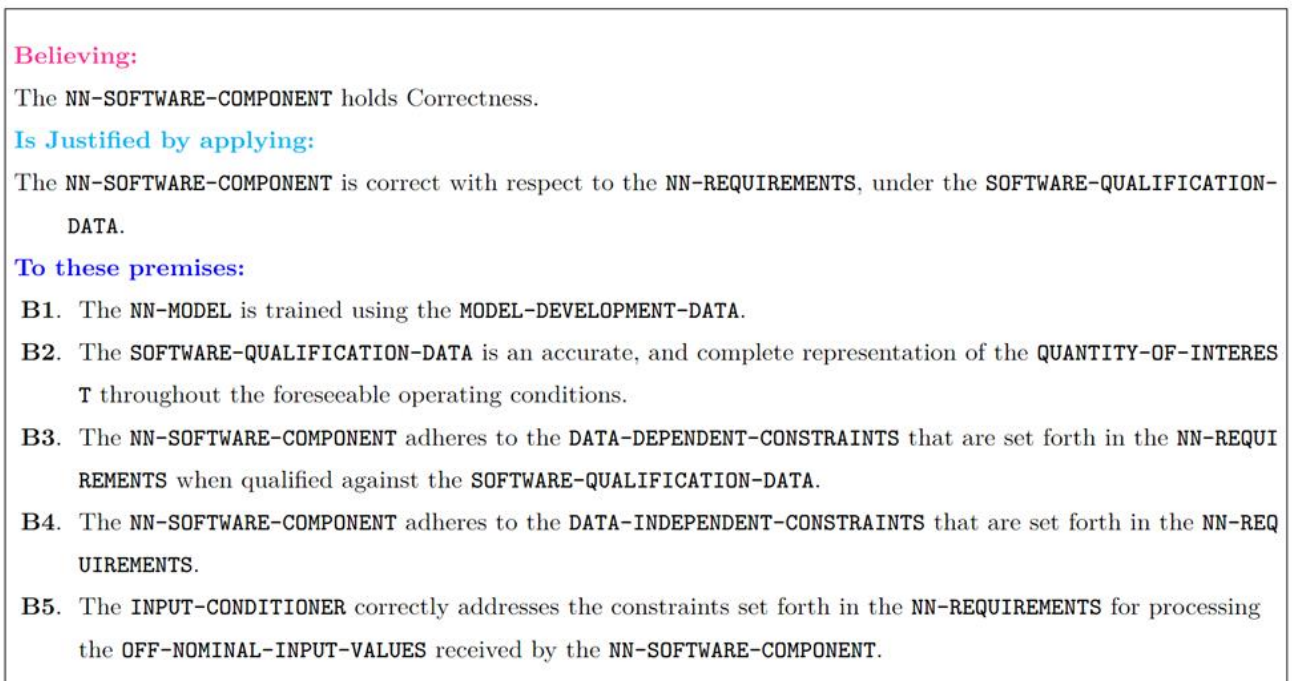 Believing:
The NN-SOFTWARE-COMPONENT holds Correctness.
Is Justified by applying:
The NN-SOFTWARE-COMPONENT is correct with respect to the NN-REQUIREMENTS, under the SOFTWARE-QUALIFICATION-
DATA.
To these premises:
B1. The NN-MODEL is trained using the MODEL-DEVELOPMENT-DATA.
B2. The SOFTWARE-QUALIFICATION-DATA is an accurate, and complete representation of the QUANTITY-OF-INTERES
T throughout the foreseeable operating conditions.
B3. The NN-SOFTWARE-COMPONENT adheres to the DATA-DEPENDENT-CONSTRAINTS that are set forth in the NN-REQUI
REMENTS when qualified against the SOFTWARE-QUALIFICATION-DATA.
B4. The NN-SOFTWARE-COMPONENT adheres to the DATA-INDEPENDENT-CONSTRAINTS that are set forth in the NN-REQ
UIREMENTS.
B5. The INPUT-CONDITIONER correctly addresses the constraints set forth in the NN-REQUIREMENTS for processing
the OFF-NOMINAL-INPUT-VALUES received by the NN-SOFTWARE-COMPONENT.